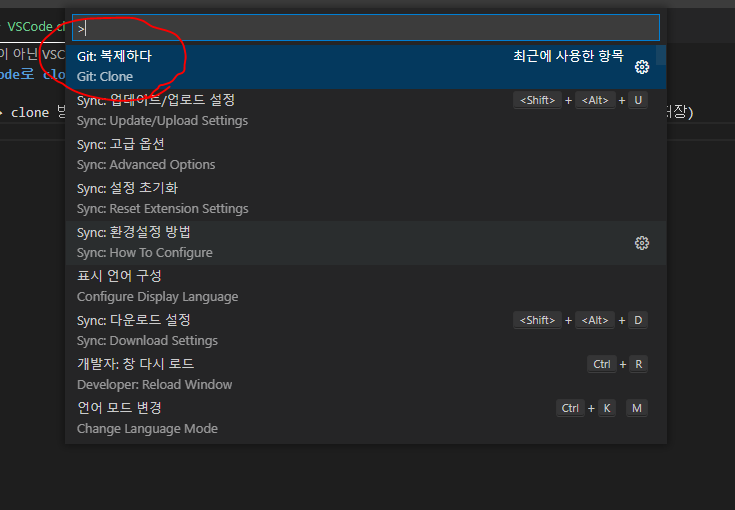 VSCode
>
이 아닌 VSC
Git: 복제하다 최근에 사용한 항목
ode로 clo
Git: Clone
Sync: 업데이트/업로드 설정 <Shift> + <Alt> + U
clone 방
Sync: Update/Upload Settings
Sync: 고급 옵션
Sync: Advanced Options
Sync: 설정 초기화
Sync: Reset Extension Settings
Sync: 환경설정 방법
Sync: How To Configure
표시 언어 구성
Configure Display Language
Sync: 다운로드 설정 <Shift> + <Alt> + D
Sync: Download Settings
개발자: 창 다시 로드 Ctrl + R
Developer: Reload Window
언어 모드 변경 Ctrl + K M
Change Language Mode